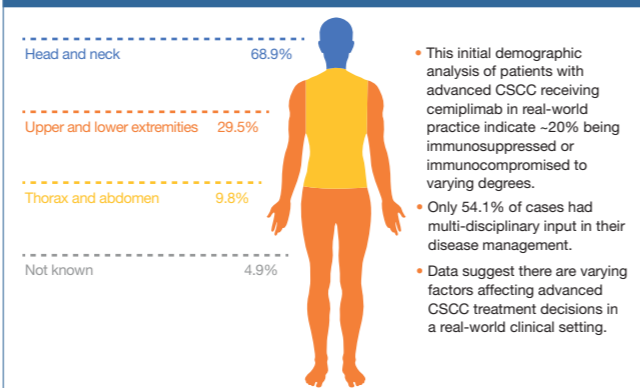 Head and neck 68.9%
Upper and lower extremities 29.5%
Thorax and abdomen 9.8%
Not known 4.9%
• This initial demographic
analysis of patients with
advanced CSCC receiving
cemiplimab in real-world
practice indicate ~20% being
immunosuppressed or
immunocompromised to
varying degrees.
• Only 54.1% of cases had
multi-disciplinary input in their
disease management.
• Data suggest there are varying
factors affecting advanced
CSCC treatment decisions in
a real-world clinical setting.